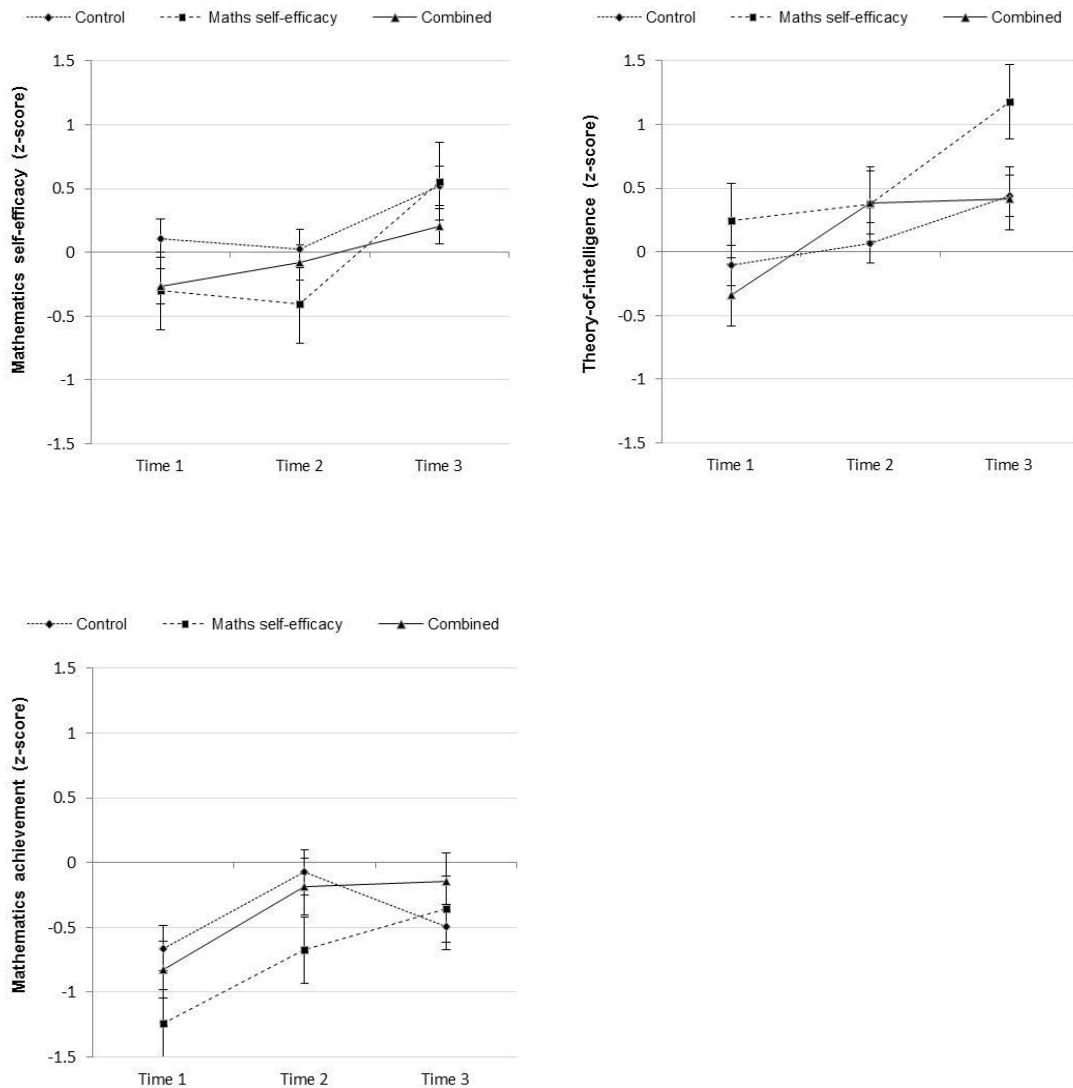 Control Maths self-efficacy Combined
Mathematics self-efficacy (z-score)
1.5
1
0.5
0
-0.5
-1
-1.5
Time 1 Time 2 Time 3
Control Maths self-efficacy Combined
Theory-of-intelligence (z-score)
1.5
1
0.5
0
-0.5
-1
-1.5
Time 1 Time 2 Time 3
Control Maths self-efficacy Combined
Mathematics achievement (z-score)
1.5
1
0.5
0
-0.5
-1
-1.5
Time 1 Time 2 Time 3